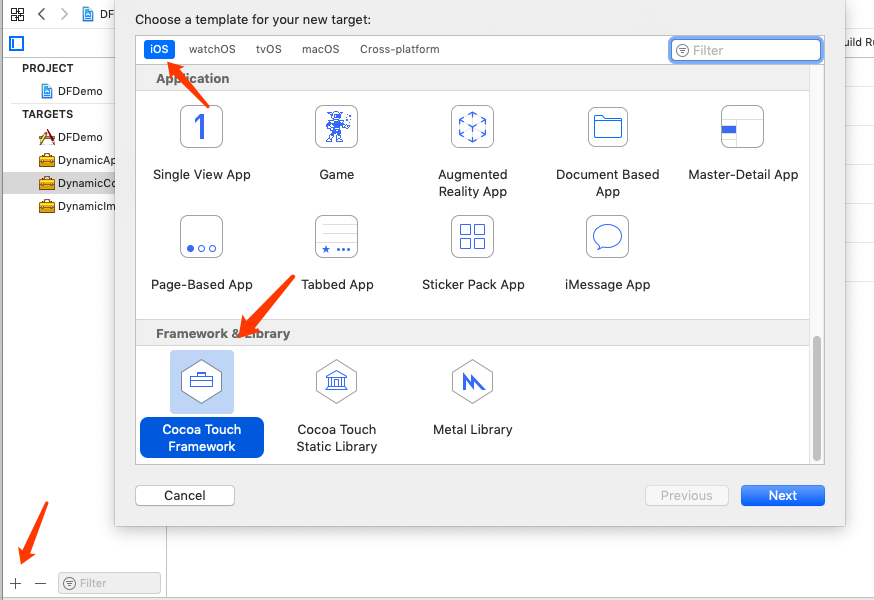 DF
PROJECT
DFDemo
TARGETS
DFDemo
DynamicAp
DynamicCo
DynamicIm
Filter
Choose a template for your new target:
iOS watchOS tvOS macOS Cross-platform
Filter
uild Ru
Application
1
Single View App
Game
Augmented
Reality App
Document Based
App
Master-Detail App
Page-Based App
Tabbed App
Sticker Pack App
iMessage App
Framework & Library
Cocoa Touch
Framework
Cocoa Touch
Static Library
Metal Library
Cancel
Previous
Next